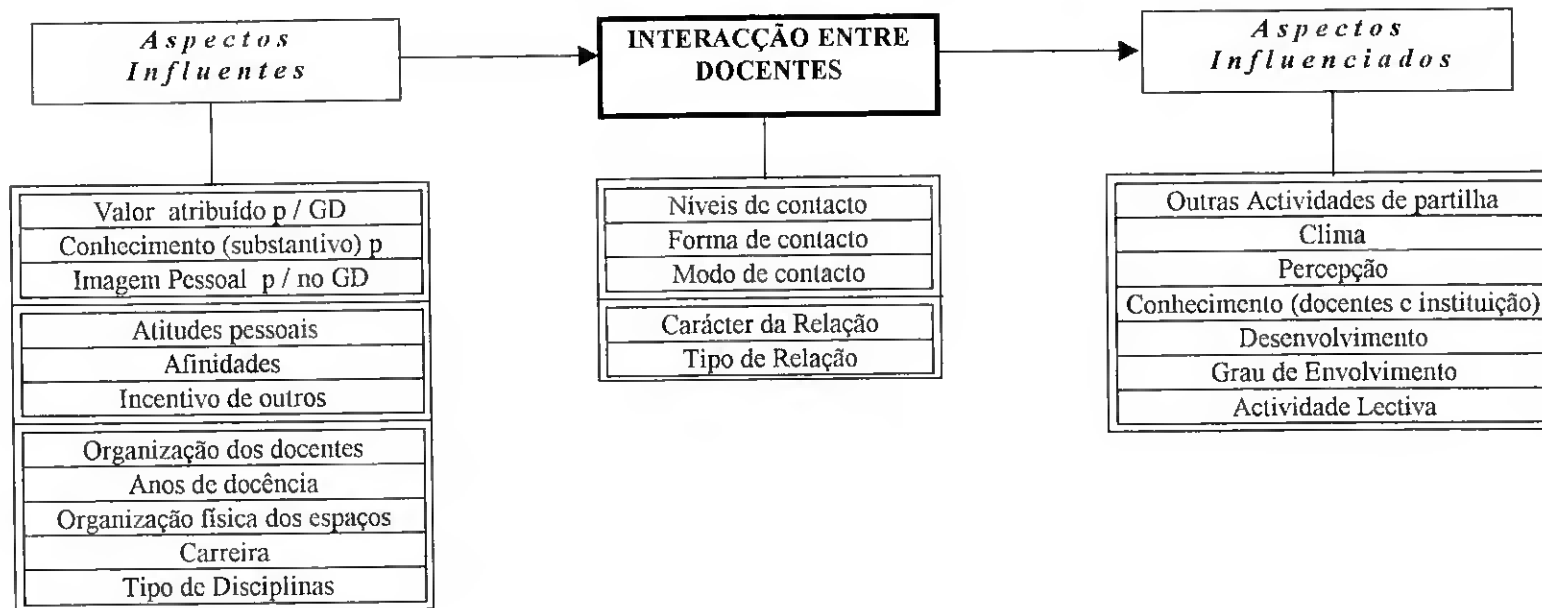 Aspectos
Influentes
Valor atribuído p / GD
Conhecimento (substantivo) p
Imagem Pessoal p / no GD
Atitudes pessoais
Afinidades
Incentivo de outros
Organização dos docentes
Anos de docência
Organização física dos espaços
Carreira
Tipo de Disciplinas
INTERACÇÃO ENTRE
DOCENTES
Níveis de contacto
Forma de contacto
Modo de contacto
Carácter da Relação
Tipo de Relação
Aspectos
Influenciados
Outras Actividades de partilha
Clima
Percepção
Conhecimento (docentes e instituição)
Desenvolvimento
Grau de Envolvimento
Actividade Lectiva